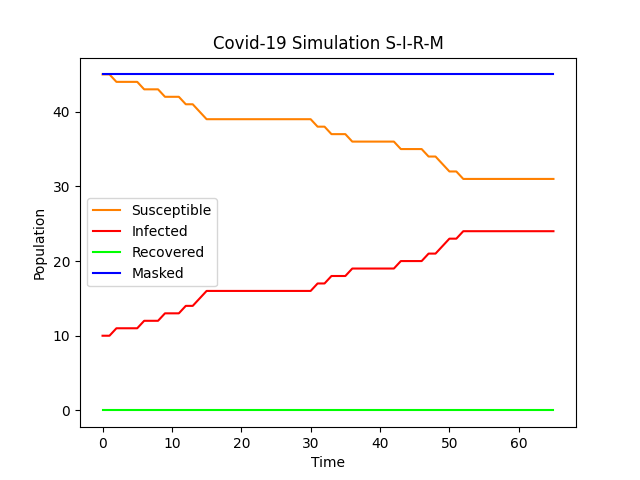 Covid-19 Simulation S-I-R-M
Population
40
30
20
10
0
Susceptible
Infected
Recovered
Masked
0 10 20 30 40 50 60
Time